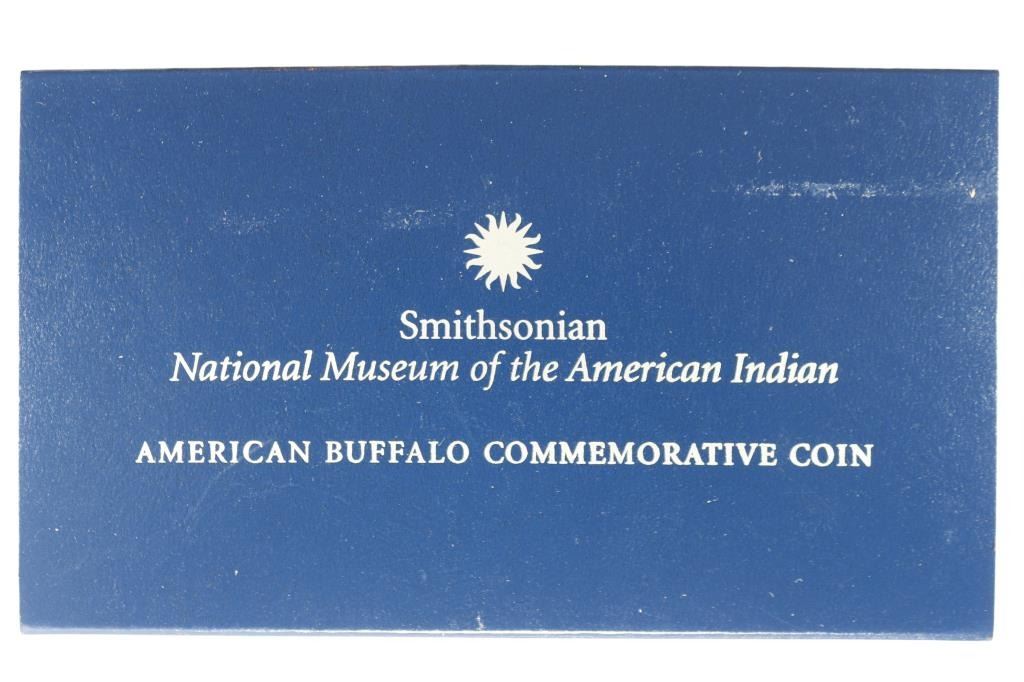 Smithsonian
National Museum of the American Indian
AMERICAN BUFFALO COMMEMORATIVE COIN